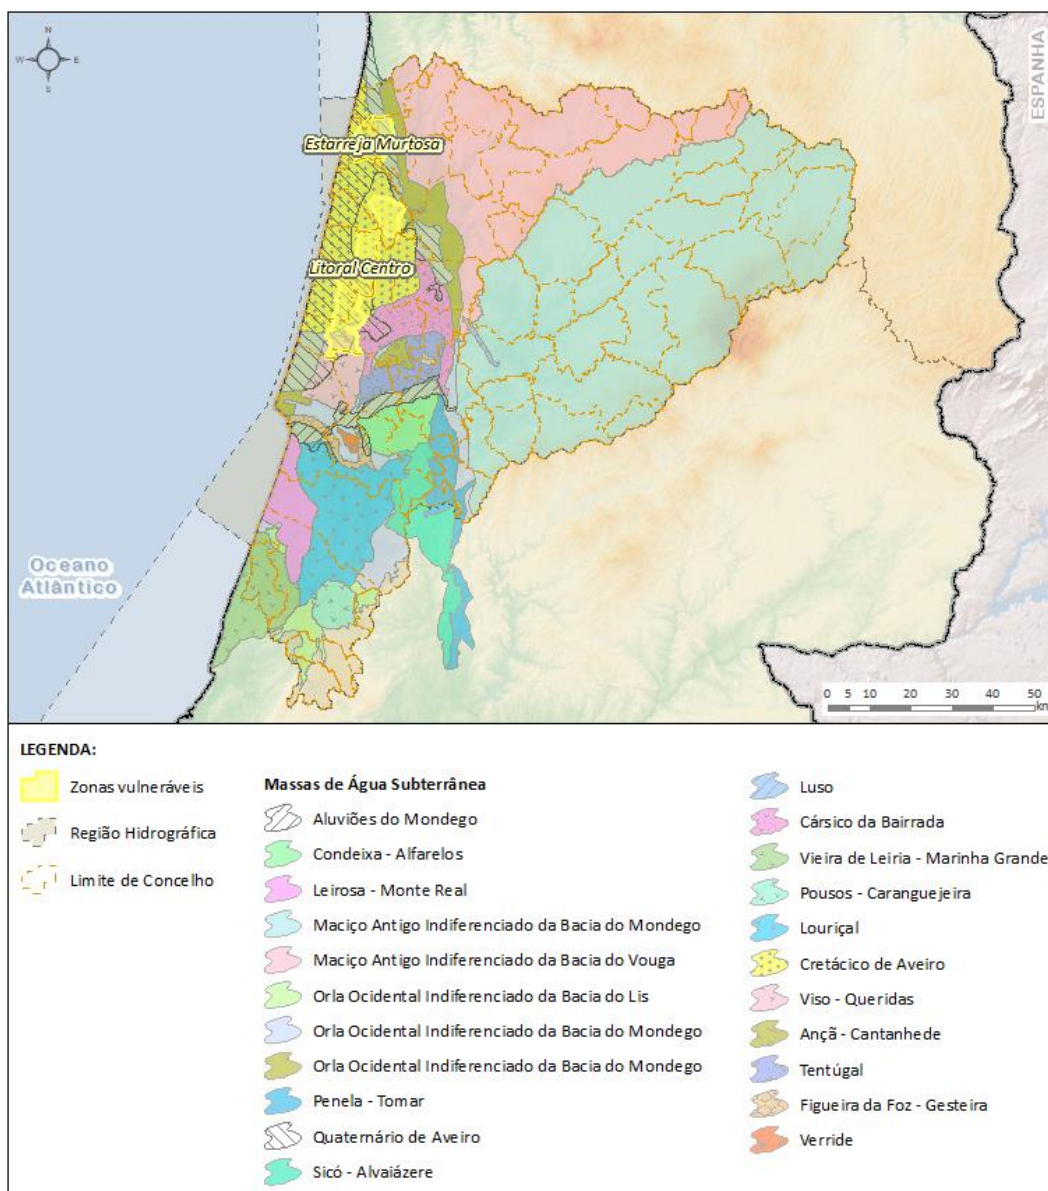 N
W
E
S
ESPANHA
Estarreja Murtosa
Litoral Centro
Oceano
Atlântico
0 5 10 20 30 40 50
km
LEGENDA:
Zonas vulneráveis
Região Hidrográfica
Limite de Concelho
Massas de Água Subterrânea
Aluviões do Mondego
Condeixa - Alfarelos
Leirosa - Monte Real
Maciço Antigo Indiferenciado da Bacia do Mondego
Maciço Antigo Indiferenciado da Bacia do Vouga
Orla Ocidental Indiferenciado da Bacia do Lis
Orla Ocidental Indiferenciado da Bacia do Mondego
Orla Ocidental Indiferenciado da Bacia do Mondego
Penela - Tomar
Quaternário de Aveiro
Sicó - Alvaiázere
Luso
Cársico da Bairrada
Vieira de Leiria - Marinha Grande
Pousos - Caranguejeira
Louriçal
Cretácico de Aveiro
Viso - Queridas
Ançã - Cantanhede
Tentúgal
Figueira da Foz - Gesteira
Verride